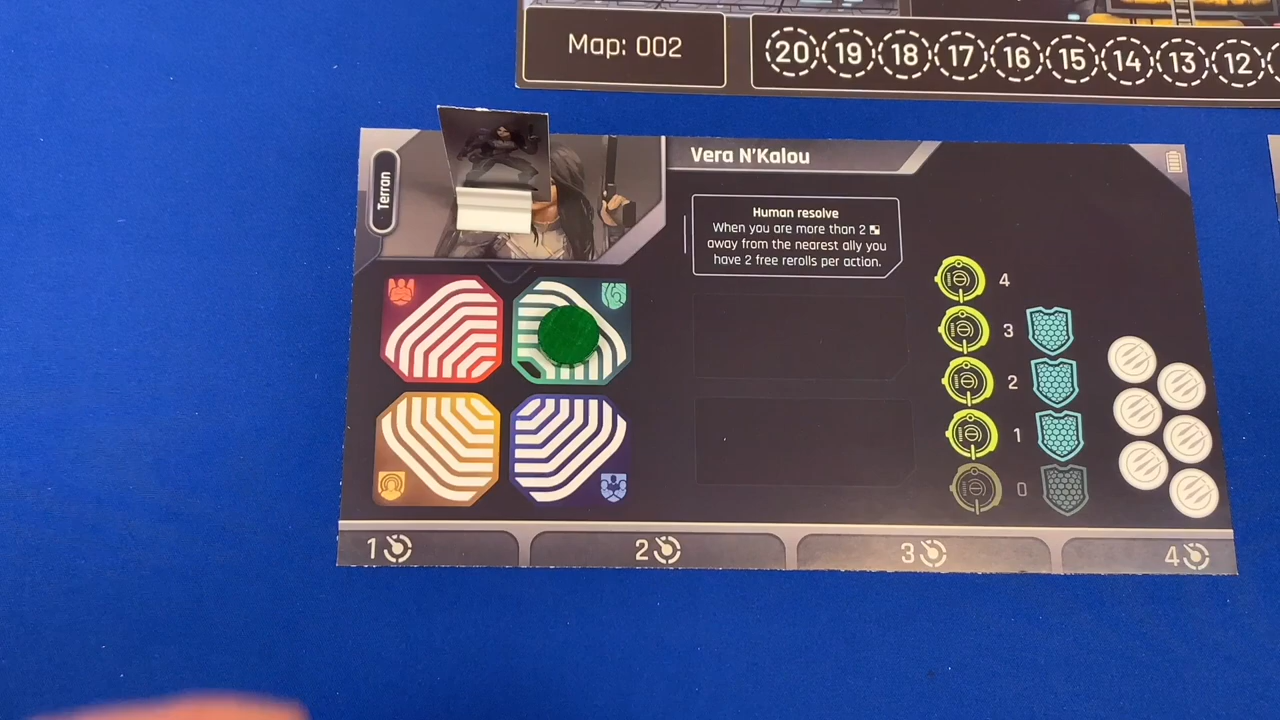 Map: 002
20 19 18 17 16 15 14 13 12
Terran
Vera N'Kalou
Human resolve
When you are more than 2
away from the nearest ally you
have 2 free rerolls per action.
4
3
2
1
0
1 2 3 4